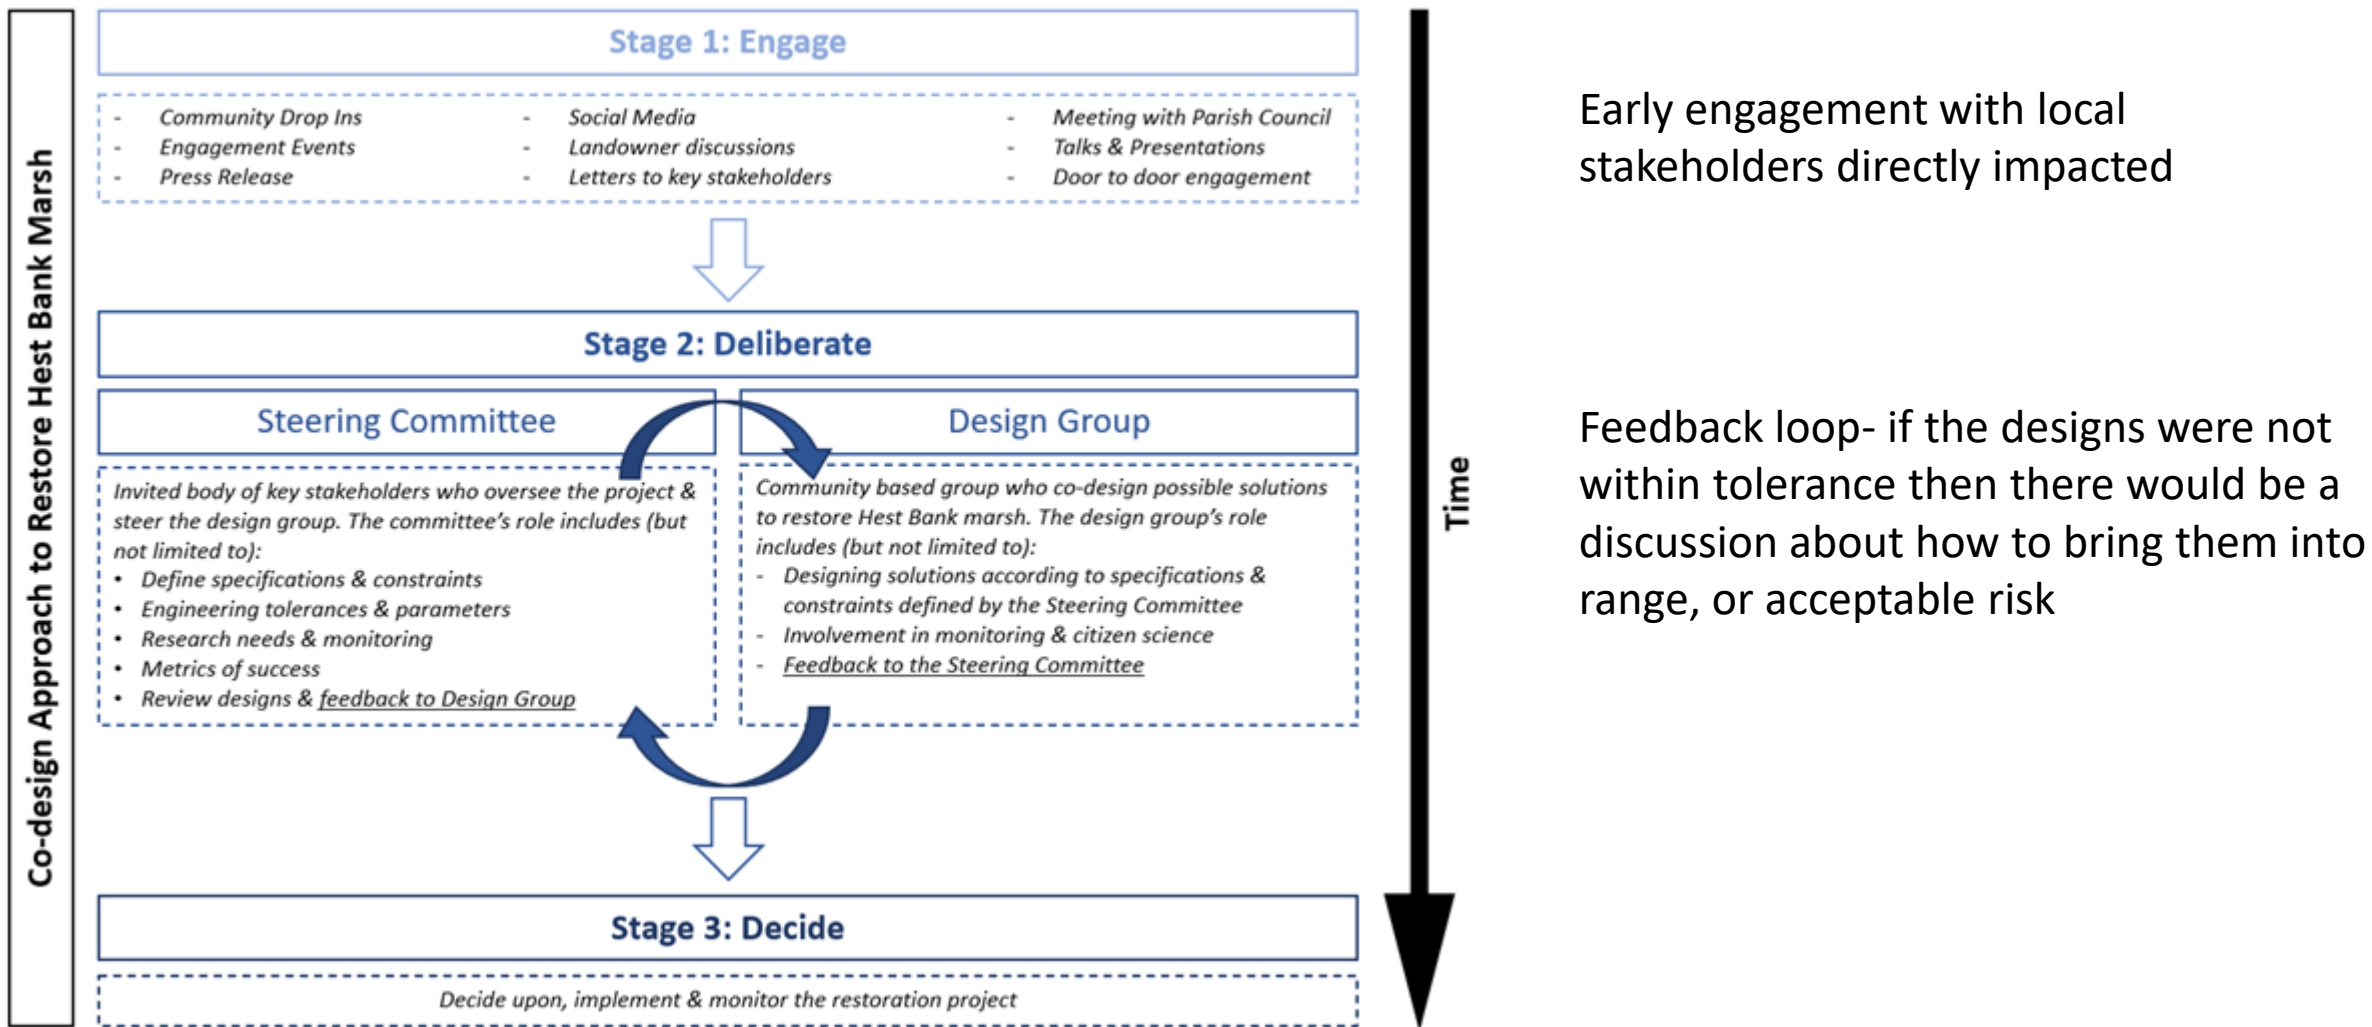 Co-design Approach to Restore Hest Bank Marsh
Stage 1: Engage
- Community Drop Ins
- Engagement Events
- Press Release
- Social Media
- Landowner discussions
- Letters to key stakeholders
- Meeting with Parish Council
- Talks & Presentations
- Door to door engagement
Stage 2: Deliberate
Steering Committee
Invited body of key stakeholders who oversee the project &
steer the design group. The committee's role includes (but
not limited to):
• Define specifications & constraints
• Engineering tolerances & parameters
• Research needs & monitoring
• Metrics of success
• Review designs & feedback to Design Group
Design Group
Community based group who co-design possible solutions
to restore Hest Bank marsh. The design group's role
includes (but not limited to):
- Designing solutions according to specifications &
constraints defined by the Steering Committee
- Involvement in monitoring & citizen science
- Feedback to the Steering Committee
Stage 3: Decide
Decide upon, implement & monitor the restoration project
Time
Early engagement with local
stakeholders directly impacted
Feedback loop- if the designs were not
within tolerance then there would be a
discussion about how to bring them into
range, or acceptable risk